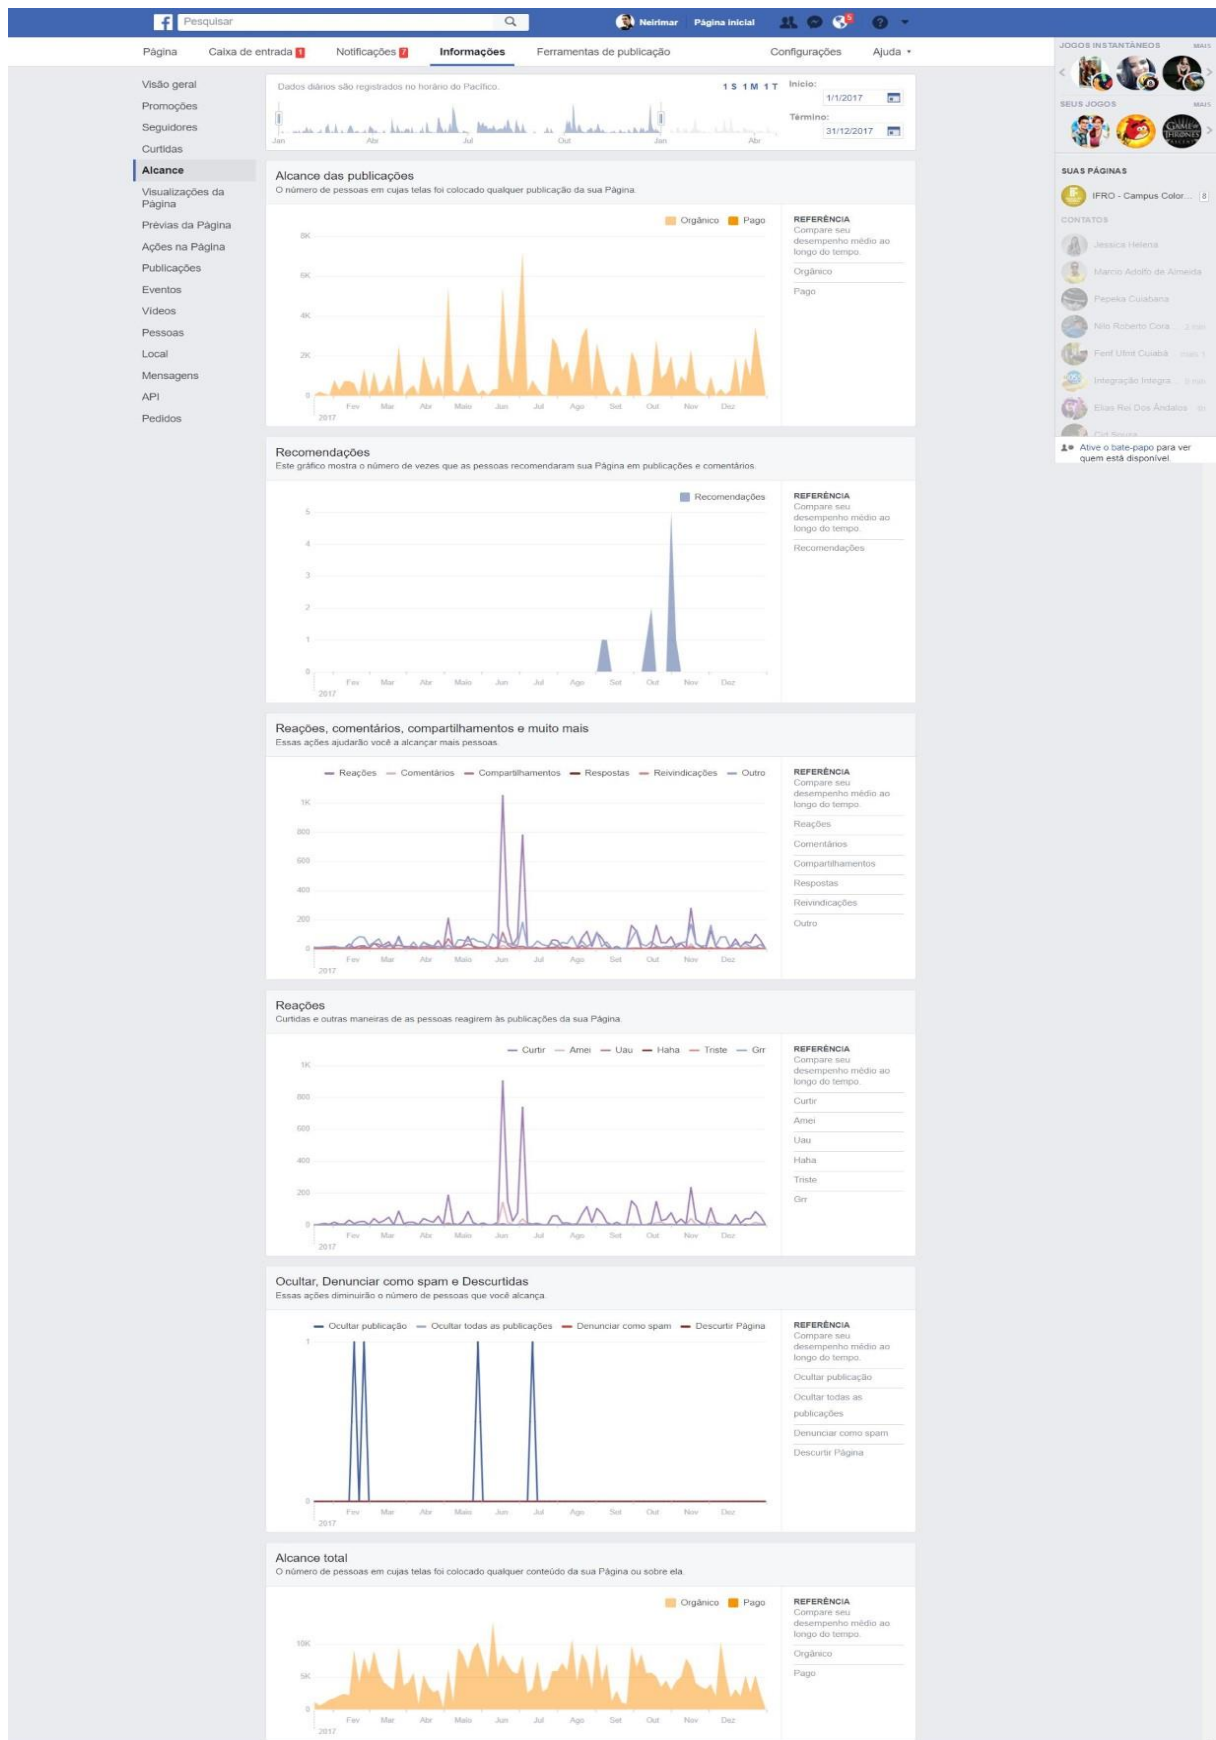 Pesquisar
Neirimar Página inicial 5
Página Caixa de entrada 1 Notificações 7 Informações Ferramentas de publicação Configurações Ajuda
Visão geral
Promoções
Seguidores
Curtidas
Alcance
Visualizações da
Página
Prévias da Página
Ações na Página
Publicações
Eventos
Vídeos
Pessoas
Local
Mensagens
API
Pedidos
Dados diários são registrados no horário do Pacífico. 1 S 1 M 1 T
Início:
1/1/2017
Término:
31/12/2017
Jan Abr Jul Out Jan Abr
Alcance das publicações
O número de pessoas em cujas telas foi colocado qualquer publicação da sua Página.
Orgânico Pago
8K
6K
4K
2K
0
Fev Mar Abr Maio Jun Jul Ago Set Out Nov Dez
2017
REFERÊNCIA
Compare seu
desempenho médio ao
longo do tempo.
Orgânico
Pago
Recomendações
Este gráfico mostra o número de vezes que as pessoas recomendaram sua Página em publicações e comentários.
Recomendações
5
4
3
2
1
0
Fev Mar Abr Maio Jun Jul Ago Set Out Nov Dez
2017
REFERÊNCIA
Compare seu
desempenho médio ao
longo do tempo.
Recomendações
Reações, comentários, compartilhamentos e muito mais
Essas ações ajudarão você a alcançar mais pessoas.
Reações Comentários Compartilhamentos Respostas Reivindicações Outro
1K
800
600
400
200
0
Fev Mar Abr Maio Jun Jul Ago Set Out Nov Dez
2017
REFERÊNCIA
Compare seu
desempenho médio ao
longo do tempo.
Reações
Comentários
Compartilhamentos
Respostas
Reivindicações
Outro
Reações
Curtidas e outras maneiras de as pessoas reagirem às publicações da sua Página.
Curtir Amei Uau Haha Triste Grr
1K
800
600
400
200
0
Fev Mar Abr Maio Jun Jul Ago Set Out Nov Dez
2017
REFERÊNCIA
Compare seu
desempenho médio ao
longo do tempo.
Curtir
Amei
Uau
Haha
Triste
Grr
Ocultar, Denunciar como spam e Descurtidas
Essas ações diminuirão o número de pessoas que você alcança.
Ocultar publicação Ocultar todas as publicações Denunciar como spam Descurtir Página
1
0
Fev Mar Abr Maio Jun Jul Ago Set Out Nov Dez
2017
REFERÊNCIA
Compare seu
desempenho médio ao
longo do tempo.
Ocultar publicação
Ocultar todas as
publicações
Denunciar como spam
Descurtir Página
Alcance total
O número de pessoas em cujas telas foi colocado qualquer conteúdo da sua Página ou sobre ela.
Orgânico Pago
10K
5K
0
Fev Mar Abr Maio Jun Jul Ago Set Out Nov Dez
2017
REFERÊNCIA
Compare seu
desempenho médio ao
longo do tempo.
Orgânico
Pago
JOGOS INSTANTÂNEOS MAIS
SEUS JOGOS MAIS
GAME OF
THRONES
SUAS PÁGINAS
IFRO - Campus Color... 8
CONTATOS
Jessica Helena
Marcio Adolfo de Almeida
Pepeka Cuiabana
Nilo Roberto Cora...
Ferif Ufmt Cuiabá mais 1
Integração Integra...
Elias Rei Dos Ândalos
Cid Souza
Ative o bate-papo para ver
quem está disponível.